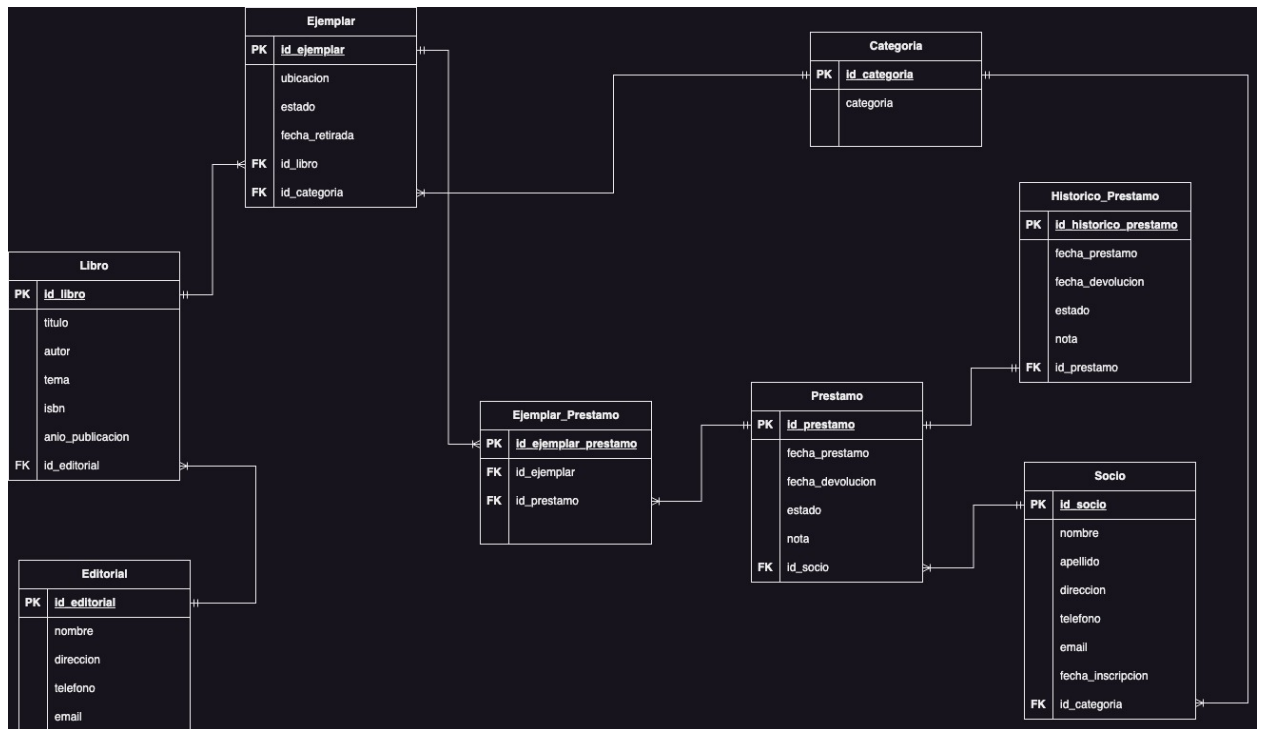 Ejemplar
PK id_ejemplar
ubicacion
estado
fecha_retirada
FK id_libro
FK id_categoria
Categoria
PK id_categoria
categoria
Historico_Prestamo
PK id_historico_prestamo
fecha_prestamo
fecha_devolucion
estado
nota
FK id_prestamo
Libro
PK id_libro
titulo
autor
tema
isbn
anio_publicacion
FK id_editorial
Ejemplar_Prestamo
PK id_ejemplar_prestamo
FK id_ejemplar
FK id_prestamo
Prestamo
PK id_prestamo
fecha_prestamo
fecha_devolucion
estado
nota
FK id_socio
Socio
PK id_socio
nombre
apellido
direccion
telefono
email
fecha_inscripcion
FK id_categoria
Editorial
PK id_editorial
nombre
direccion
telefono
email